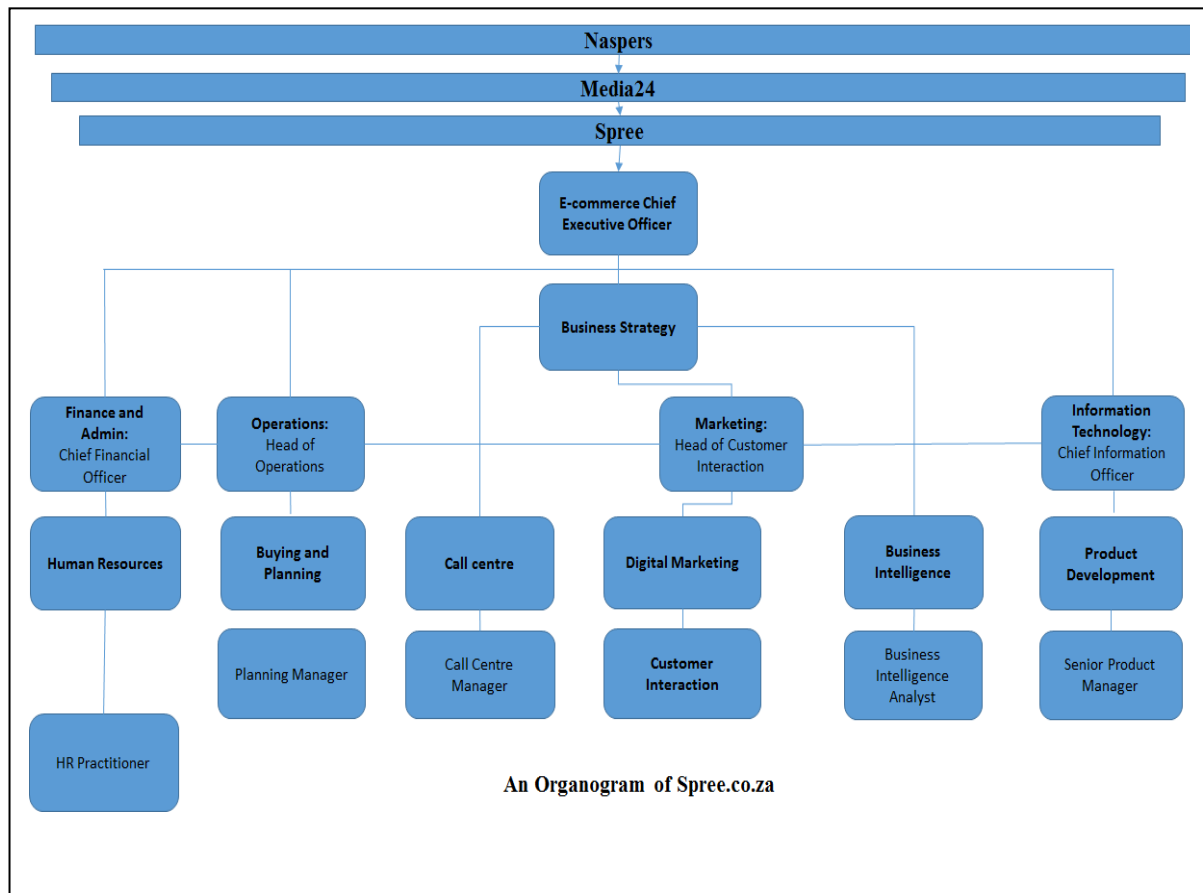 Naspers
Media24
Spree
E-commerce Chief
Executive Officer
Business Strategy
Finance and
Admin:
Chief Financial
Officer
Operations:
Head of
Operations
Marketing:
Head of Customer
Interaction
Information
Technology:
Chief Information
Officer
Human Resources
Buying and
Planning
Call centre
Digital Marketing
Business
Intelligence
Product
Development
Planning Manager
Call Centre
Manager
Customer
Interaction
Business
Intelligence
Analyst
Senior Product
Manager
HR Practitioner
An Organogram of Spree.co.za